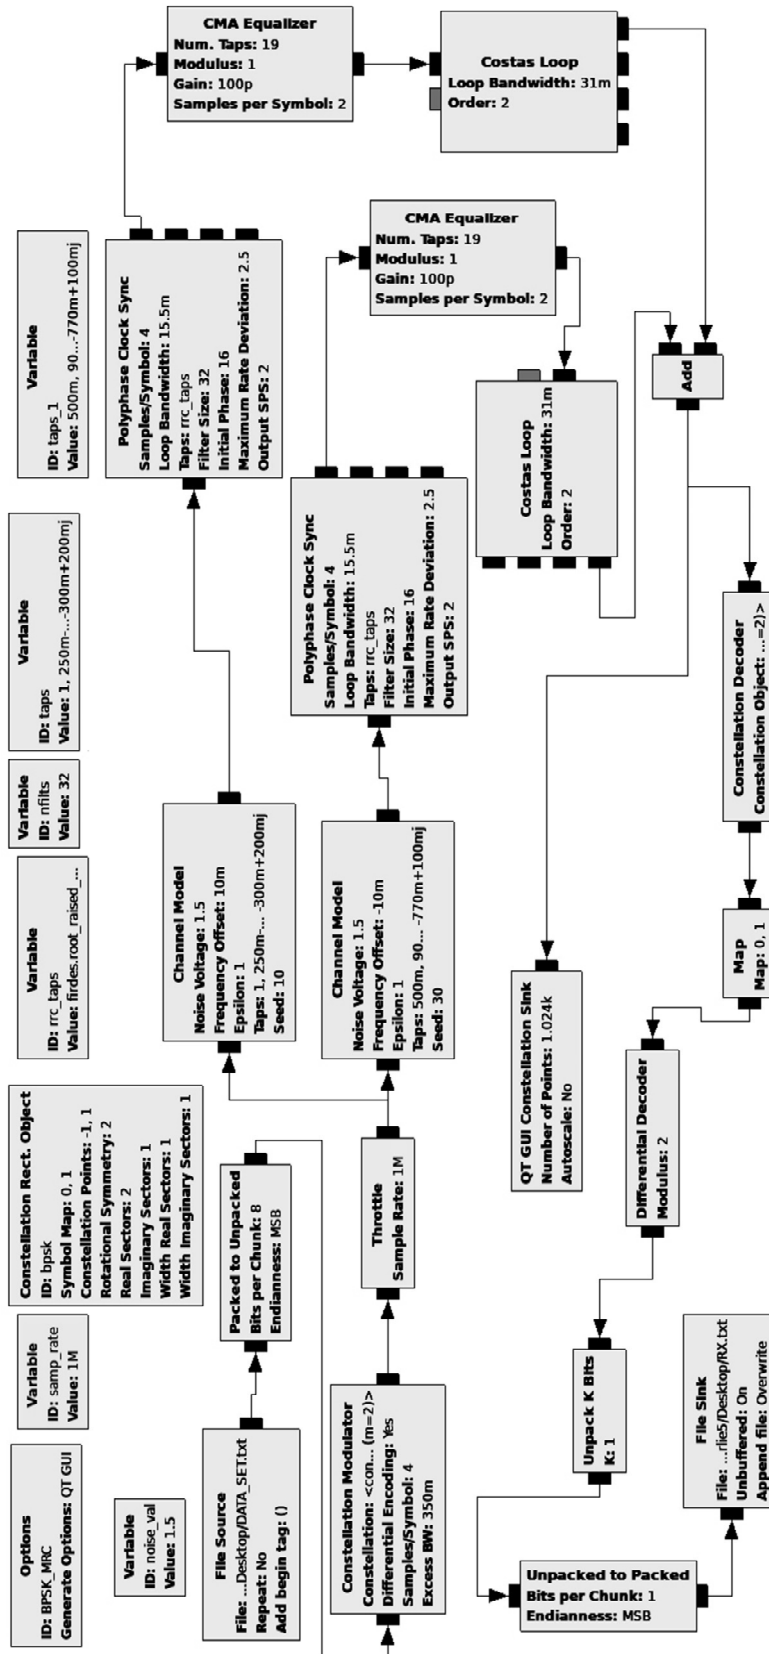 Options
ID: BPSK_MRC
Generate Options: QT GUI
Variable
ID: samp_rate
Value: 1M
Constellation Rect. Object
ID: bpsk
Symbol Map: 0, 1
Constellation Points: -1, 1
Rotational Symmetry: 2
Real Sectors: 2
Imaginary Sectors: 1
Width Real Sectors: 1
Width Imaginary Sectors: 1
Variable
ID: rrc_taps
Value: firdes.root_raised_...
Variable
ID: nfilts
Value: 32
Variable
ID: taps
Value: 1, 250m-...-300m+200mj
Variable
ID: taps_1
Value: 500m, 90...-770m+100mj
Variable
ID: noise_val
Value: 1.5
File Source
File: ...Desktop/DATA_SET.txt
Repeat: No
Add begin tag: ()
Packed to Unpacked
Bits per Chunk: 8
Endianness: MSB
Constellation Modulator
Constellation: <con... (m=2)>
Differential Encoding: Yes
Samples/Symbol: 4
Excess BW: 350m
Throttle
Sample Rate: 1M
Channel Model
Noise Voltage: 1.5
Frequency Offset: 10m
Epsilon: 1
Taps: 1, 250m-... -300m+200mj
Seed: 10
Channel Model
Noise Voltage: 1.5
Frequency Offset: -10m
Epsilon: 1
Taps: 500m, 90... -770m+100mj
Seed: 30
Polyphase Clock Sync
Samples/Symbol: 4
Loop Bandwidth: 15.5m
Taps: rrc_taps
Filter Size: 32
Initial Phase: 16
Maximum Rate Deviation: 2.5
Output SPS: 2
Polyphase Clock Sync
Samples/Symbol: 4
Loop Bandwidth: 15.5m
Taps: rrc_taps
Filter Size: 32
Initial Phase: 16
Maximum Rate Deviation: 2.5
Output SPS: 2
CMA Equalizer
Num. Taps: 19
Modulus: 1
Gain: 100p
Samples per Symbol: 2
Costas Loop
Loop Bandwidth: 31m
Order: 2
CMA Equalizer
Num. Taps: 19
Modulus: 1
Gain: 100p
Samples per Symbol: 2
Costas Loop
Loop Bandwidth: 31m
Order: 2
Add
QT GUI Constellation Sink
Number of Points: 1.024k
Autoscale: No
Constellation Decoder
Constellation Object: ...=2)>
Map
Map: 0, 1
Differential Decoder
Modulus: 2
Unpack K Bits
K: 1
Unpacked to Packed
Bits per Chunk: 1
Endianness: MSB
File Sink
File: ...rlie5/Desktop/RX.txt
Unbuffered: On
Append file: Overwrite